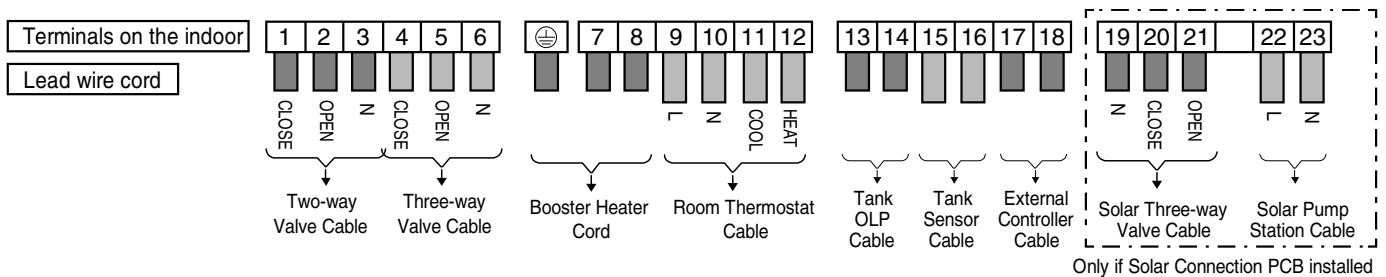 Terminals on the indoor
1 2 3 4 5 6 7 8 9 10 11 12 13 14 15 16 17 18 19 20 21 22 23
Lead wire cord
CLOSE OPEN N CLOSE OPEN N L N COOL HEAT N CLOSE OPEN L N
Two-way
Valve Cable
Three-way
Valve Cable
Booster Heater
Cord
Room Thermostat
Cable
Tank
OLP
Cable
Tank
Sensor
Cable
External
Controller
Cable
Solar Three-way
Valve Cable
Solar Pump
Station Cable
Only if Solar Connection PCB installed